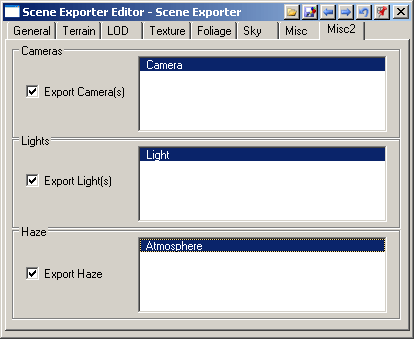 Scene Exporter Editor - Scene Exporter
General Terrain LOD Texture Foliage Sky Misc Misc2
Cameras
Export Camera(s)
Camera
Lights
Export Light(s)
Light
Haze
Export Haze
Atmosphere